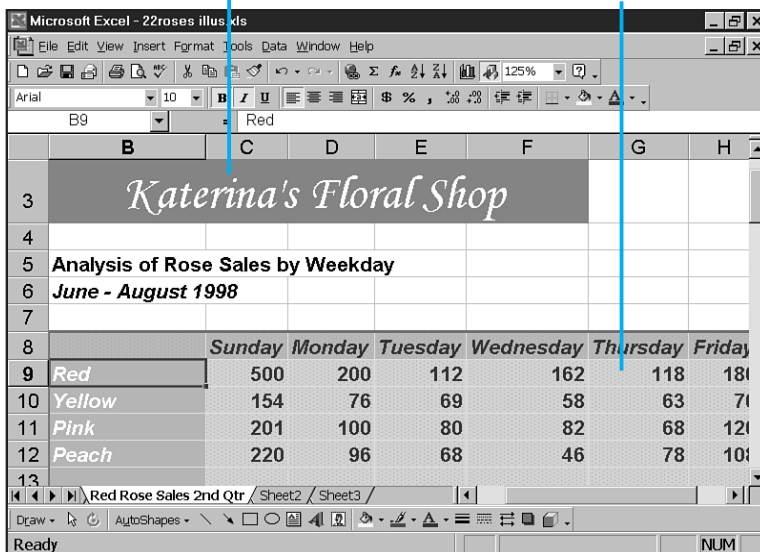 Microsoft Excel - 22roses illus.xls
File Edit View Insert Format Tools Data Window Help
125%
Arial 10 B I U $ % ,
B9 = Red
B C D E F G H
3 Katerina's Floral Shop
4
5 Analysis of Rose Sales by Weekday
6 June - August 1998
7
8 Sunday Monday Tuesday Wednesday Thursday Friday
9 Red 500 200 112 162 118
10 Yellow 154 76 69 58 63
11 Pink 201 100 80 82 68
12 Peach 220 96 68 46 78
13
Red Rose Sales 2nd Qtr Sheet2 Sheet3
Draw AutoShapes
Ready NUM